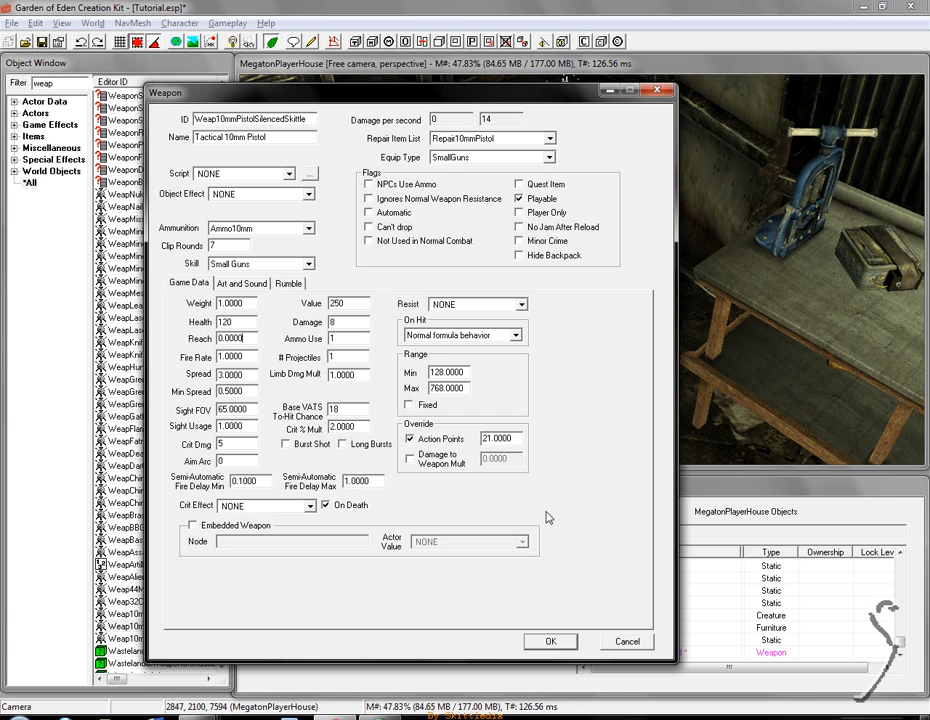 Garden of Eden Creation Kit - [Tutorial.esp]*
File Edit View World NavMesh Character Gameplay Help
Object Window
MegatonPlayerHouse [Free camera, perspective] - M#: 47.83% (84.65 MB / 177.00 MB), T#: 126.56 ms
Filter weap
Editor ID
Actor Data
Actors
Game Effects
Items
Miscellaneous
Special Effects
World Objects
*All
Weapon
ID Weap10mmPistolSilencedSkittle
Name Tactical 10mm Pistol
Script NONE ...
Object Effect NONE
Ammunition Ammo10mm
Clip Rounds 7
Skill Small Guns
Damage per second 0 14
Repair Item List Repair10mmPistol
Equip Type SmallGuns
Flags
NPCs Use Ammo Quest Item
Ignores Normal Weapon Resistance Playable
Automatic Player Only
Can't drop No Jam After Reload
Not Used in Normal Combat Minor Crime
Hide Backpack
Game Data Art and Sound Rumble
Weight 1.0000 Value 250 Resist NONE
Health 120 Damage 8 On Hit
Reach 0.0000 Ammo Use 1 Normal formula behavior
Fire Rate 1.0000 # Projectiles 1 Range
Spread 3.0000 Limb Dmg Mult 1.0000 Min 128.0000
Min Spread 0.5000 Max 768.0000
Sight FOV 65.0000 Base VATS To-Hit Chance 18 Fixed
Sight Usage 1.0000 Crit % Mult 2.0000 Override
Crit Dmg 5 Burst Shot Long Bursts Action Points 21.0000
Aim Arc 0 Damage to Weapon Mult 0.0000
Semi-Automatic Fire Delay Min 0.1000 Semi-Automatic Fire Delay Max 1.0000
Crit Effect NONE On Death
Embedded Weapon
Node Actor Value NONE
OK Cancel
MegatonPlayerHouse Objects
Type Ownership Lock Lev
Static
Static
Static
Static
Creature
Furniture
Static
Weapon
Camera 2847, 2100, 7594 (MegatonPlayerHouse) M#: 47.83% (84.65 MB / 177.00 MB), T#: 126.56 ms
By Skittledix